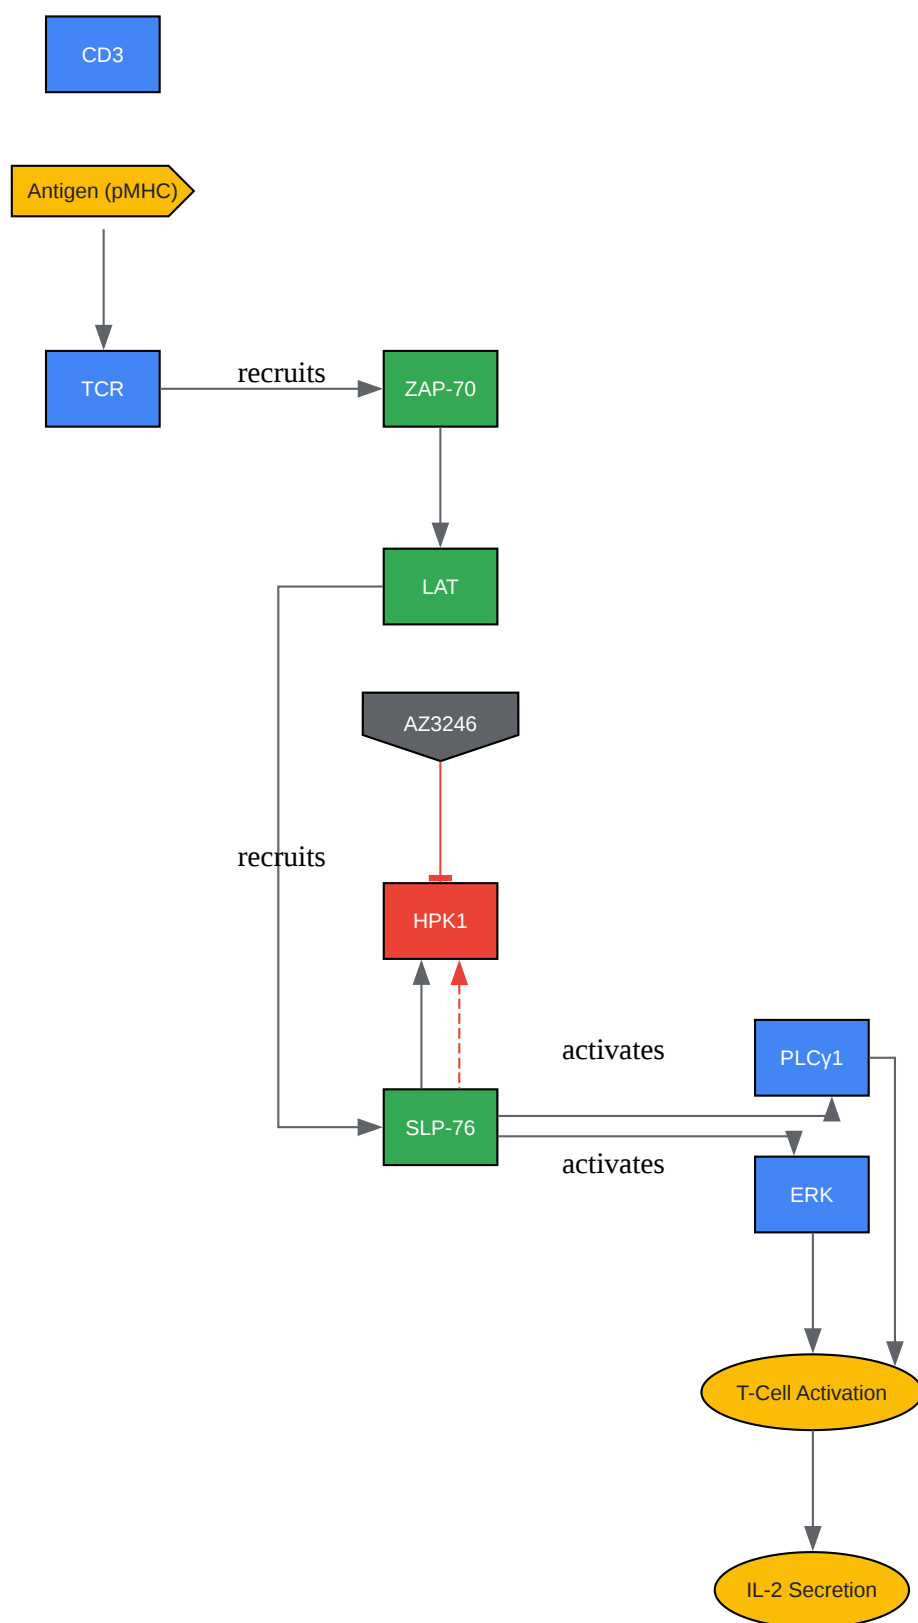 CD3
Antigen (pMHC)
TCR
recruits
ZAP-70
LAT
AZ3246
recruits
HPK1
activates
PLCγ1
SLP-76
activates
ERK
T-Cell Activation
IL-2 Secretion